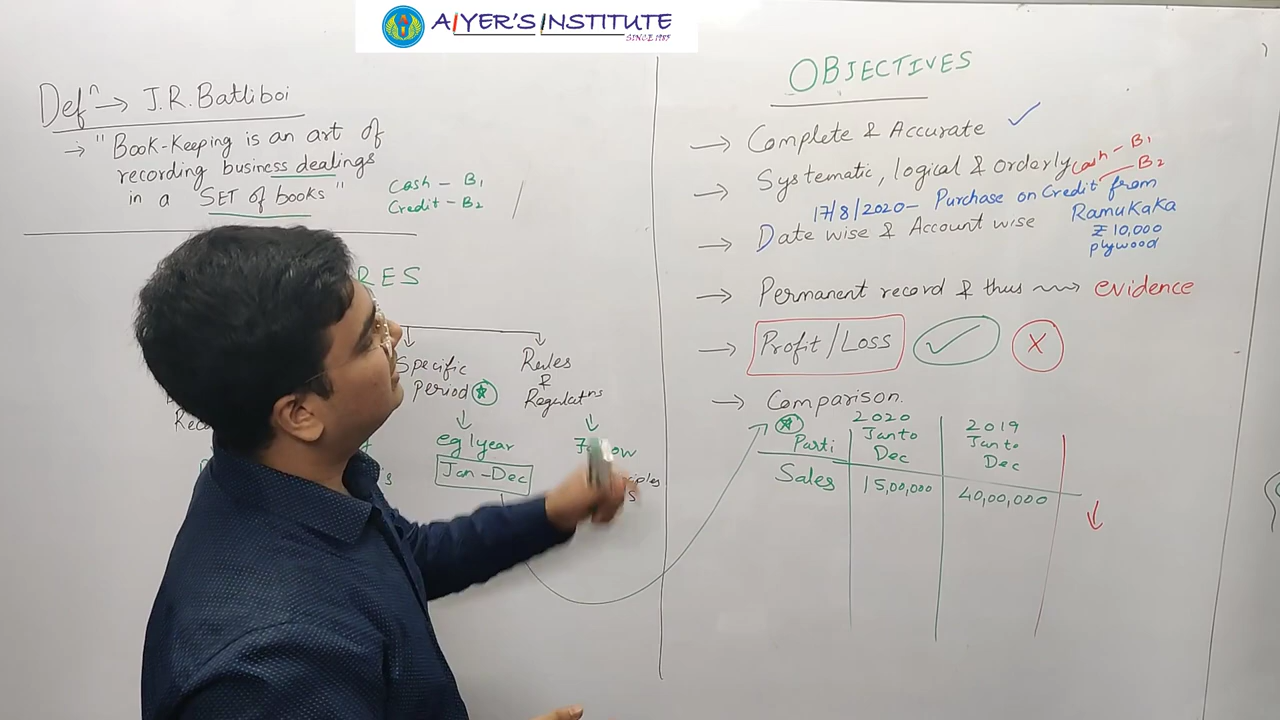 AIYER'S INSTITUTE
SINCE 1985
Defⁿ → J.R. Batliboi
→ "Book-Keeping is an art of
recording business dealings
in a SET of books"
Cash - B1
Credit - B2
RES
Specific
Period
eg 1 year
Jan - Dec
Rules
&
Regulatns
OBJECTIVES
→ Complete & Accurate ✓
→ Systematic, logical & orderly
Cash - B1
B2
17/8/2020 - Purchase on Credit from
RamuKaka
₹ 10,000
plywood
→ Date wise & Account wise
→ Permanent record & thus evidence
→ Profit / Loss ✓ X
→ Comparison.
Parti 2020 Jan to Dec 2019 Jan to Dec
Sales 15,00,000 40,00,000